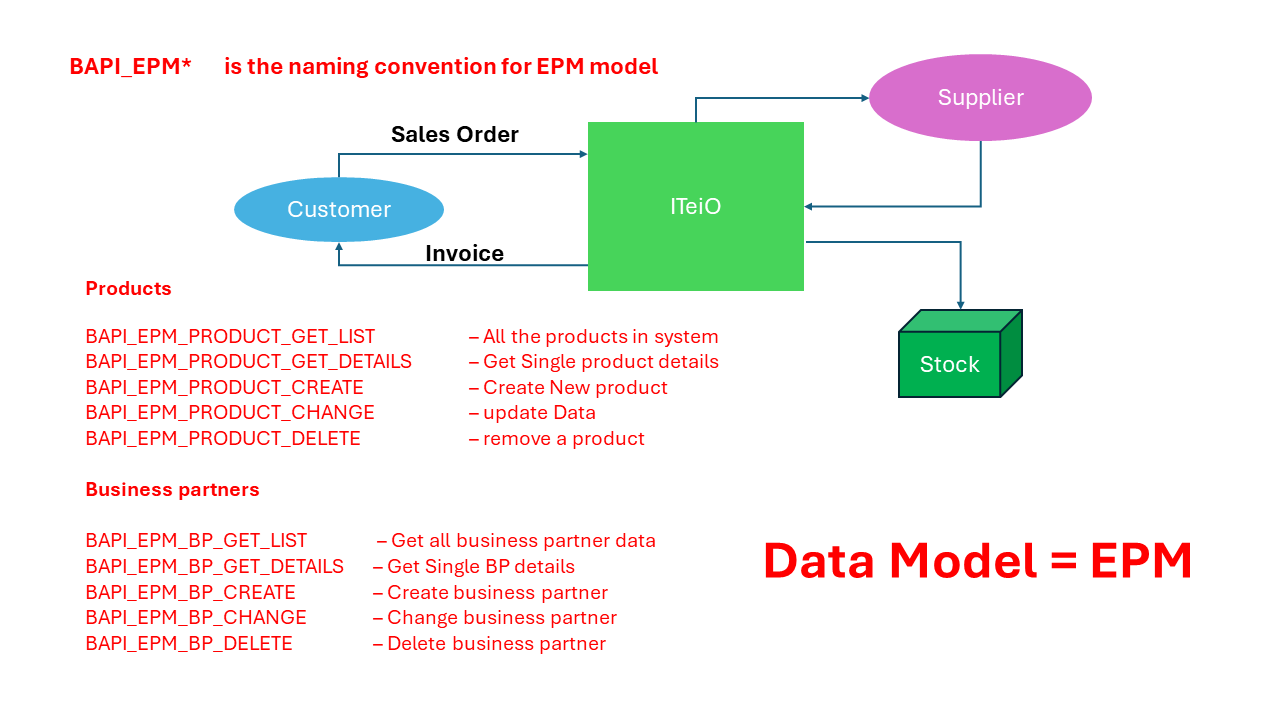 BAPI_EPM* is the naming convention for EPM model
Supplier
Sales Order
ITeiO
Customer
Invoice
Products
BAPI_EPM_PRODUCT_GET_LIST – All the products in system
BAPI_EPM_PRODUCT_GET_DETAILS – Get Single product details
BAPI_EPM_PRODUCT_CREATE – Create New product
BAPI_EPM_PRODUCT_CHANGE – update Data
BAPI_EPM_PRODUCT_DELETE – remove a product
Stock
Business partners
BAPI_EPM_BP_GET_LIST – Get all business partner data
BAPI_EPM_BP_GET_DETAILS – Get Single BP details
BAPI_EPM_BP_CREATE – Create business partner
BAPI_EPM_BP_CHANGE – Change business partner
BAPI_EPM_BP_DELETE – Delete business partner
Data Model = EPM